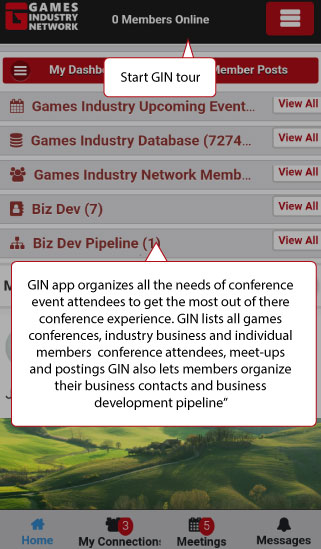 GAMES
INDUSTRY
NETWORK
0 Members Online
Start GIN tour
My Dashbo
Member Posts
Games Industry Upcoming Event... View All
Games Industry Database (7274... View All
Games Industry Network Memb... View All
Biz Dev (7) View All
Biz Dev Pipeline (1) View All
GIN app organizes all the needs of conference
event attendees to get the most out of there
conference experience. GIN lists all games
conferences, industry business and individual
members conference attendees, meet-ups
and postings GIN also lets members organize
their business contacts and business
development pipeline”
3 5
Home My Connections Meetings Messages